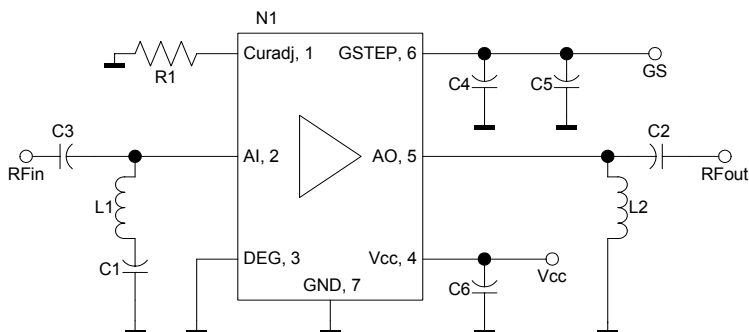 N1
Curadj, 1
GSTEP, 6
R1
C4
C5
GS
C3
C2
AI, 2
AO, 5
RFin
RFout
L1
L2
C1
DEG, 3
Vcc, 4
GND, 7
C6
Vcc